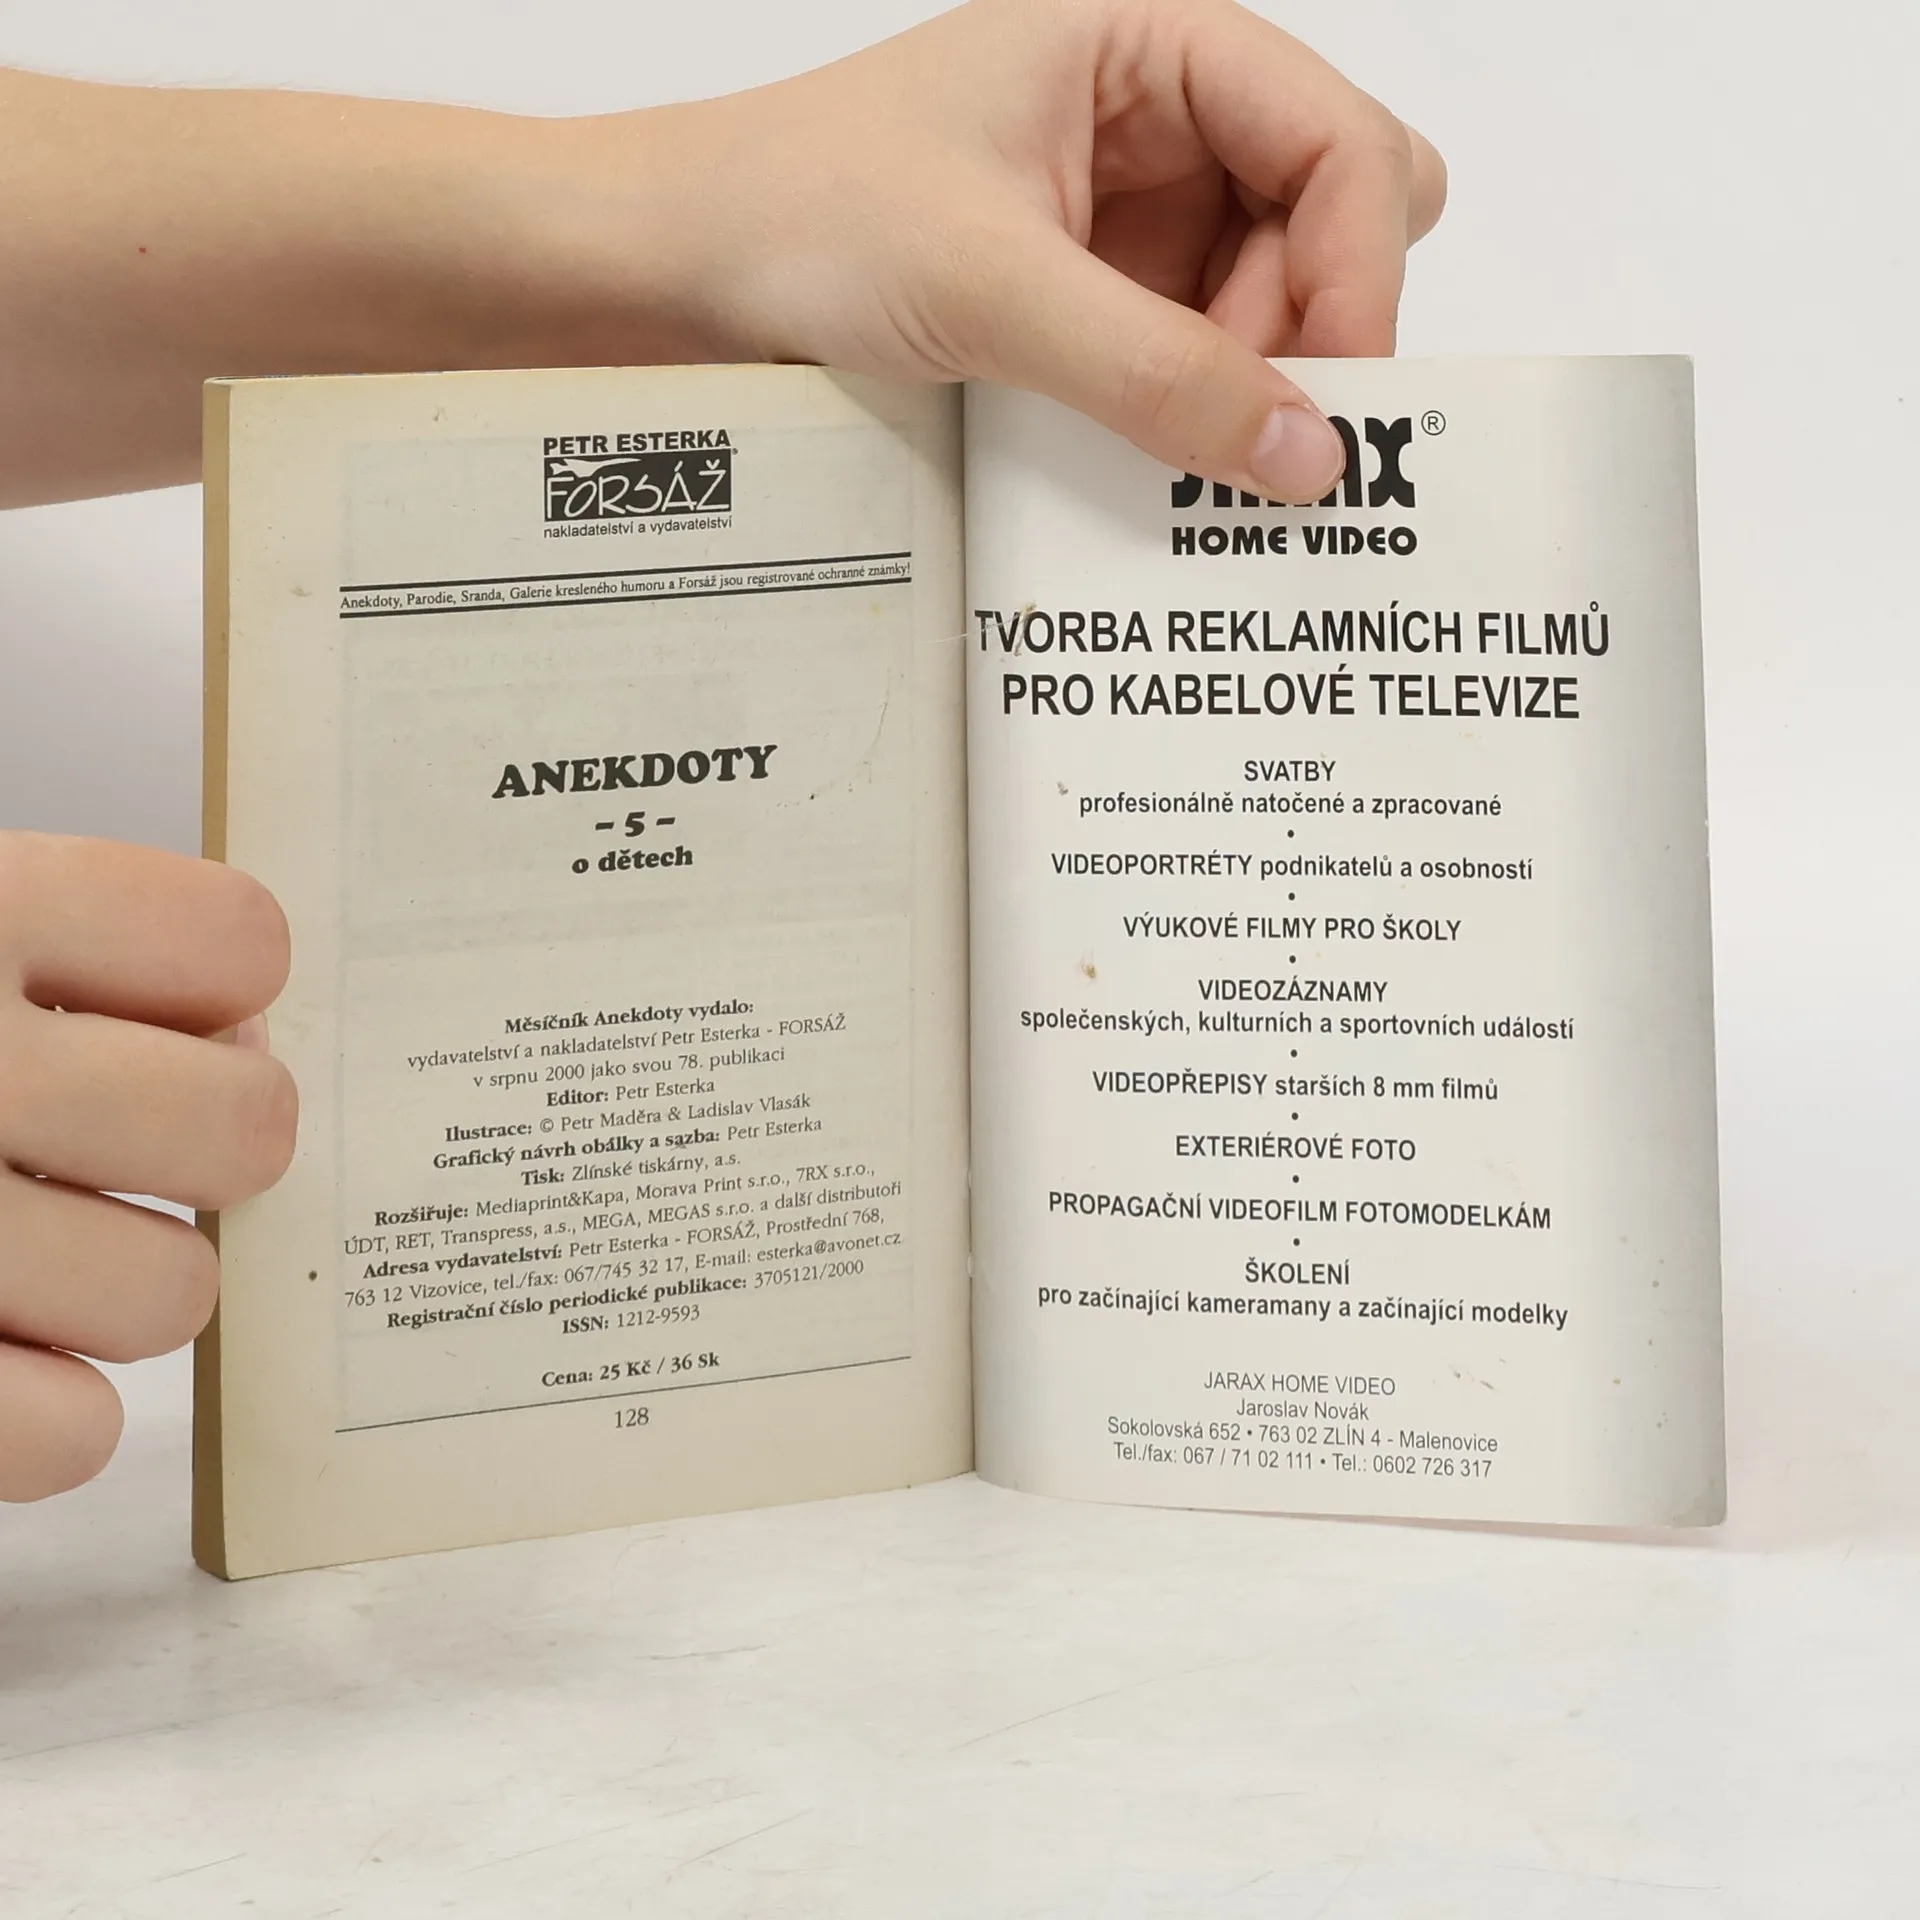 PETR ESTERKA
FORSÁŽ
nakladatelství a vydavatelství
Anekdoty, Parodie, Sranda, Galerie kresleného humoru a Forsáž jsou registrované ochranné známky!
ANEKDOTY
- 5 -
o dětech
Měsíčník Anekdoty vydalo:
vydavatelství a nakladatelství Petr Esterka - FORSÁŽ
v srpnu 2000 jako svou 78. publikaci
Editor: Petr Esterka
Ilustrace: © Petr Maděra & Ladislav Vlasák
Grafický návrh obálky a sazba: Petr Esterka
Tisk: Zlínské tiskárny, a.s.
Rozšiřuje: Mediaprint&Kapa, Morava Print s.r.o., 7RX s.r.o.,
ÚDT, RET, Transpress, a.s., MEGA, MEGAS s.r.o. a další distributoři
Adresa vydavatelství: Petr Esterka - FORSÁŽ, Prostřední 768,
763 12 Vizovice, tel./fax: 067/745 32 17, E-mail: esterka@avonet.cz
Registrační číslo periodické publikace: 3705121/2000
ISSN: 1212-9593
Cena: 25 Kč / 36 Sk
128
®
HOME VIDEO
TVORBA REKLAMNÍCH FILMŮ
PRO KABELOVÉ TELEVIZE
SVATBY
profesionálně natočené a zpracované
•
VIDEOPORTRÉTY podnikatelů a osobností
•
VÝUKOVÉ FILMY PRO ŠKOLY
•
VIDEOZÁZNAMY
společenských, kulturních a sportovních událostí
•
VIDEOPŘEPISY starších 8 mm filmů
•
EXTERIÉROVÉ FOTO
•
PROPAGAČNÍ VIDEOFILM FOTOMODELKÁM
•
ŠKOLENÍ
pro začínající kameramany a začínající modelky
JARAX HOME VIDEO
Jaroslav Novák
Sokolovská 652 • 763 02 ZLÍN 4 - Malenovice
Tel./fax: 067 / 71 02 111 • Tel.: 0602 726 317